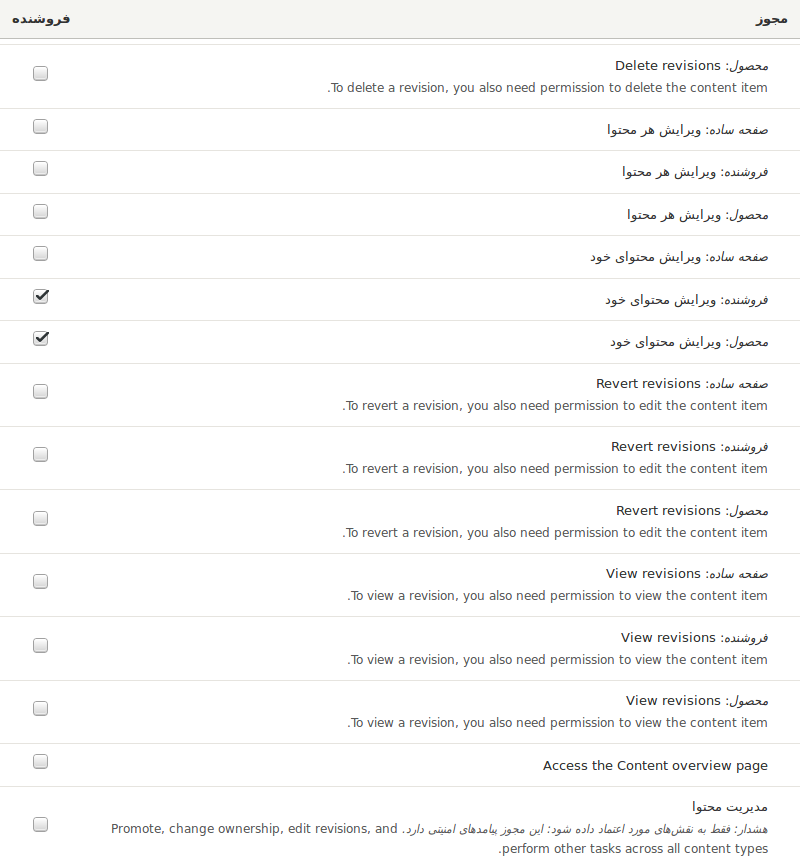 مجوز
فروشنده
محصول: Delete revisions
To delete a revision, you also need permission to delete the content item.
صفحه ساده: ویرایش هر محتوا
فروشنده: ویرایش هر محتوا
محصول: ویرایش هر محتوا
صفحه ساده: ویرایش محتوای خود
فروشنده: ویرایش محتوای خود
محصول: ویرایش محتوای خود
صفحه ساده: Revert revisions
To revert a revision, you also need permission to edit the content item.
فروشنده: Revert revisions
To revert a revision, you also need permission to edit the content item.
محصول: Revert revisions
To revert a revision, you also need permission to edit the content item.
صفحه ساده: View revisions
To view a revision, you also need permission to view the content item.
فروشنده: View revisions
To view a revision, you also need permission to view the content item.
محصول: View revisions
To view a revision, you also need permission to view the content item.
Access the Content overview page
مدیریت محتوا
هشدار: فقط به نقش‌های مورد اعتماد داده شود: این مجوز پیامدهای امنیتی دارد. Promote, change ownership, edit revisions, and
perform other tasks across all content types.